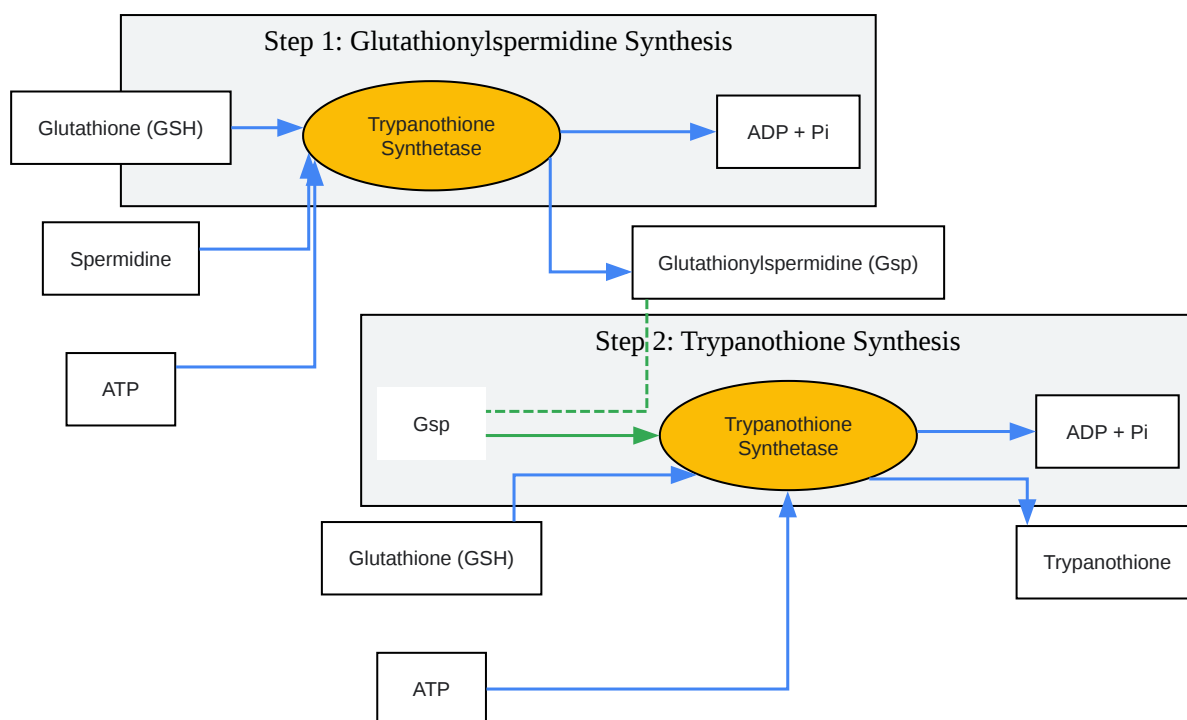 Step 1: Glutathionylspermidine Synthesis
Glutathione (GSH)
Trypanothione
Synthetase
ADP + Pi
Spermidine
Glutathionylspermidine (Gsp)
ATP
Step 2: Trypanothione Synthesis
Gsp
Trypanothione
Synthetase
ADP + Pi
Glutathione (GSH)
Trypanothione
ATP